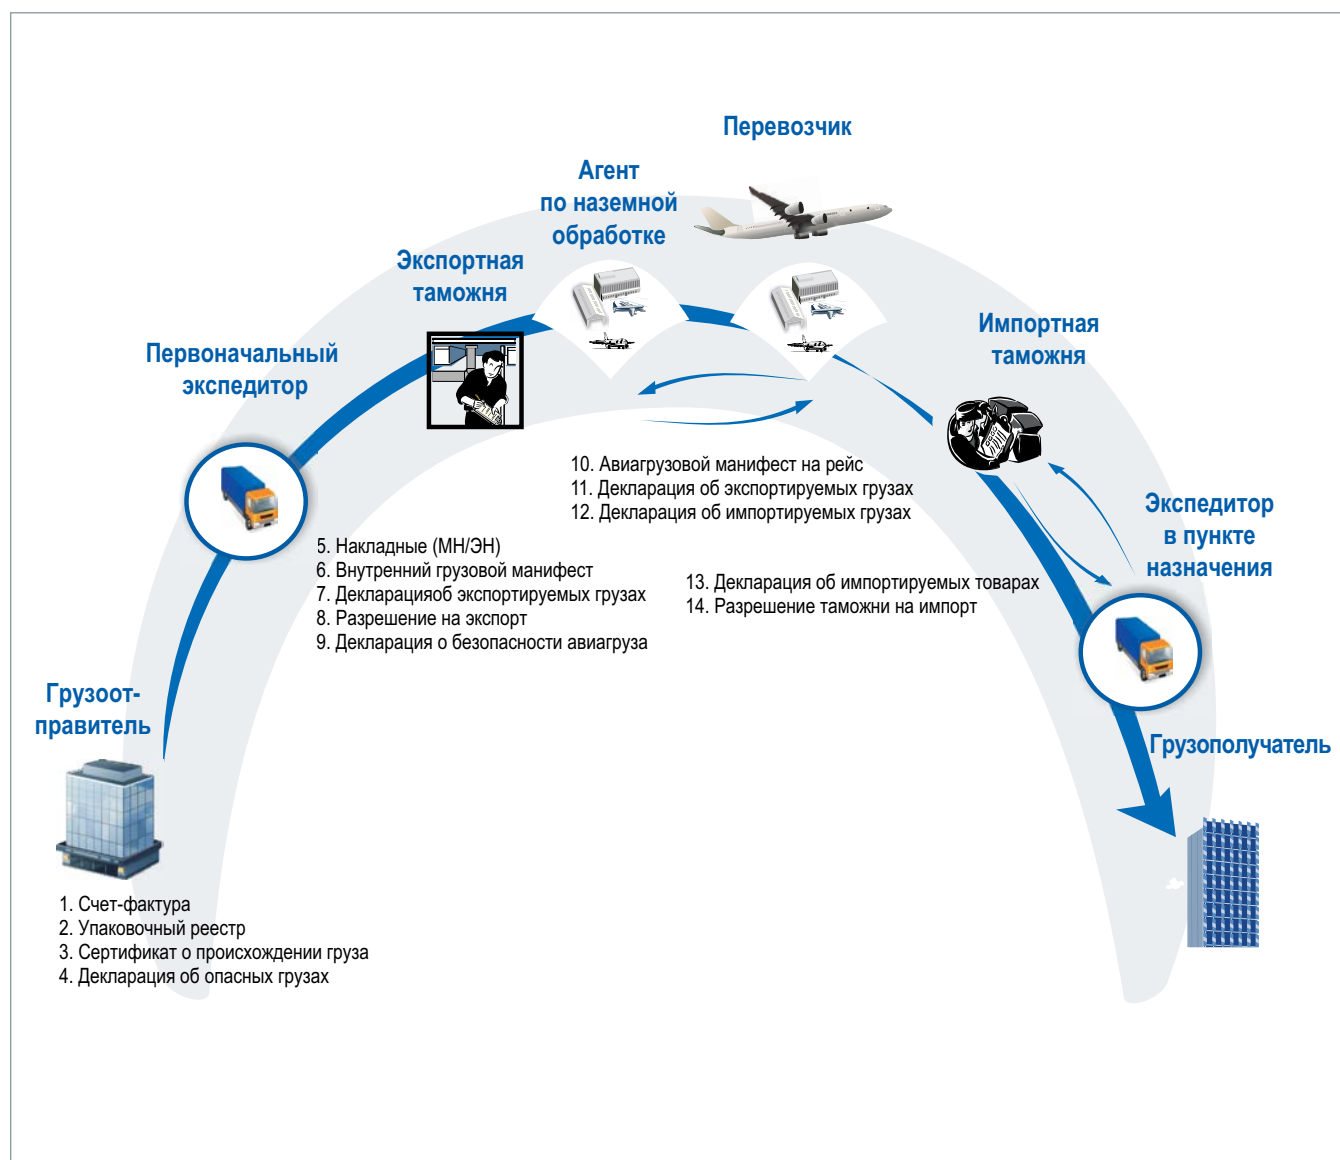 Перевозчик
Агент
по наземной
обработке
Экспортная
таможня
Импортная
таможня
Первоначальный
экспедитор
10. Авиагрузовой манифест на рейс
11. Декларация об экспортируемых грузах
12. Декларация об импортируемых грузах
Экспедитор
в пункте
назначения
5. Накладные (МН/ЭН)
6. Внутренний грузовой манифест
7. Декларацияоб экспортируемых грузах
8. Разрешение на экспорт
9. Декларация о безопасности авиагруза
13. Декларация об импортируемых товарах
14. Разрешение таможни на импорт
Грузоот-
правитель
Грузополучатель
1. Счет-фактура
2. Упаковочный реестр
3. Сертификат о происхождении груза
4. Декларация об опасных грузах